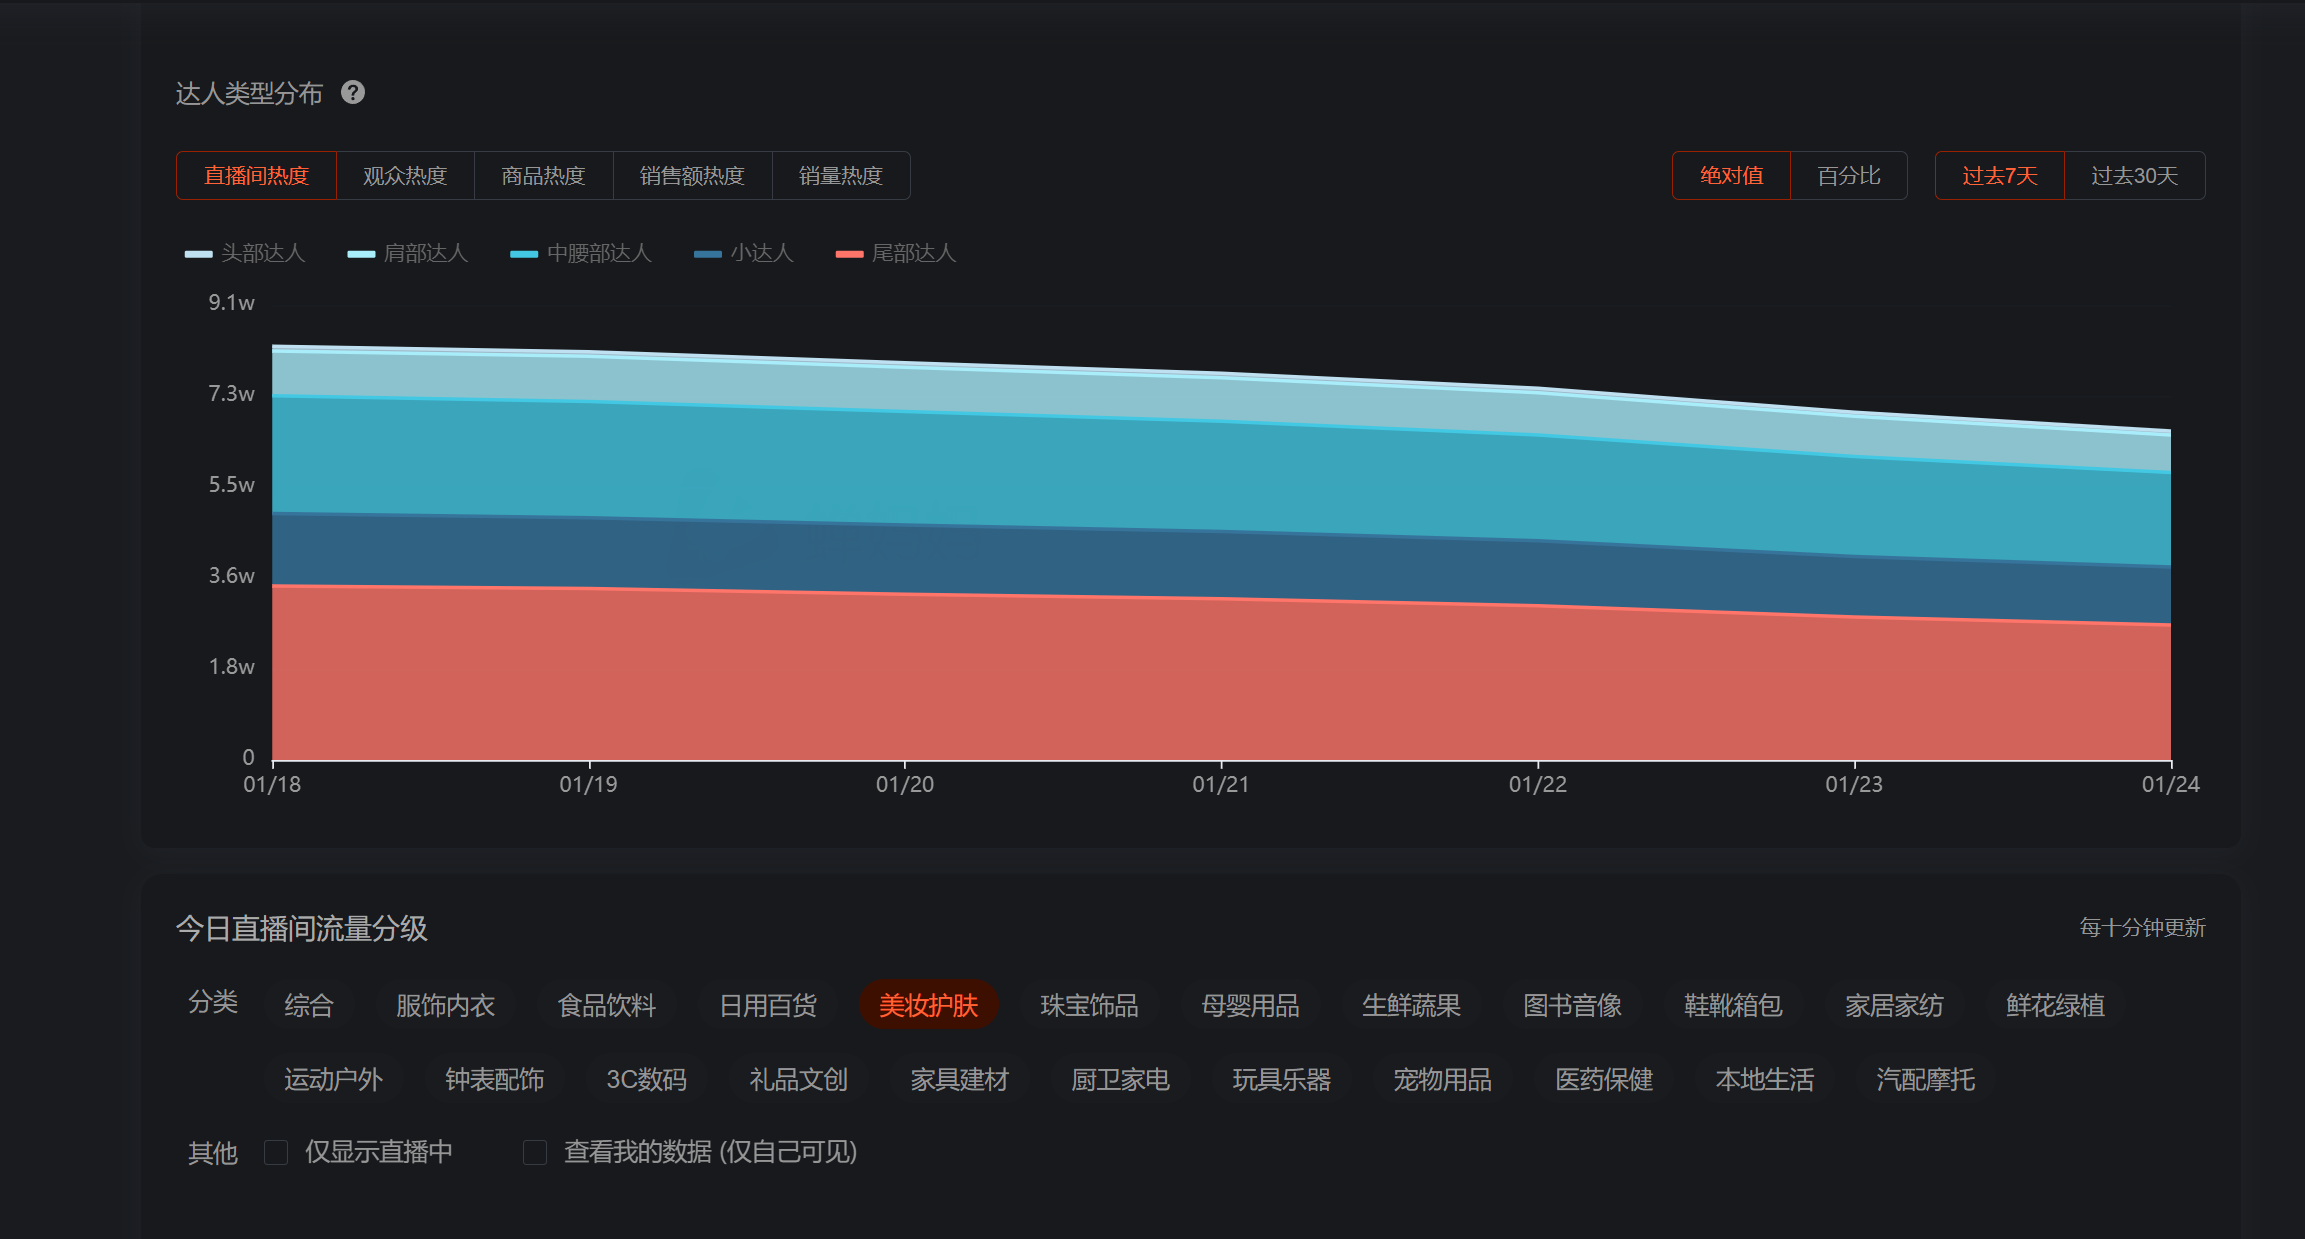 达人类型分布 ?
直播间热度 观众热度 商品热度 销售额热度 销量热度 绝对值 百分比 过去7天 过去30天
头部达人 肩部达人 中腰部达人 小达人 尾部达人
9.1w
7.3w
5.5w
3.6w
1.8w
0
01/18 01/19 01/20 01/21 01/22 01/23 01/24
今日直播间流量分级 每十分钟更新
分类 综合 服饰内衣 食品饮料 日用百货 美妆护肤 珠宝饰品 母婴用品 生鲜蔬果 图书音像 鞋靴箱包 家居家纺 鲜花绿植
运动户外 钟表配饰 3C数码 礼品文创 家具建材 厨卫家电 玩具乐器 宠物用品 医药保健 本地生活 汽配摩托
其他 仅显示直播中 查看我的数据 (仅自己可见)